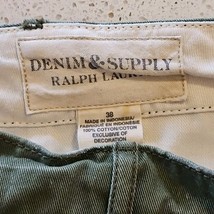 DENIM & SUPPLY
RALPH LAUREN
38
MADE IN INDONESIA/
FABRIQUÉ EN INDONÉSIE
100% COTTON/COTON
EXCLUSIVE OF
DECORATION